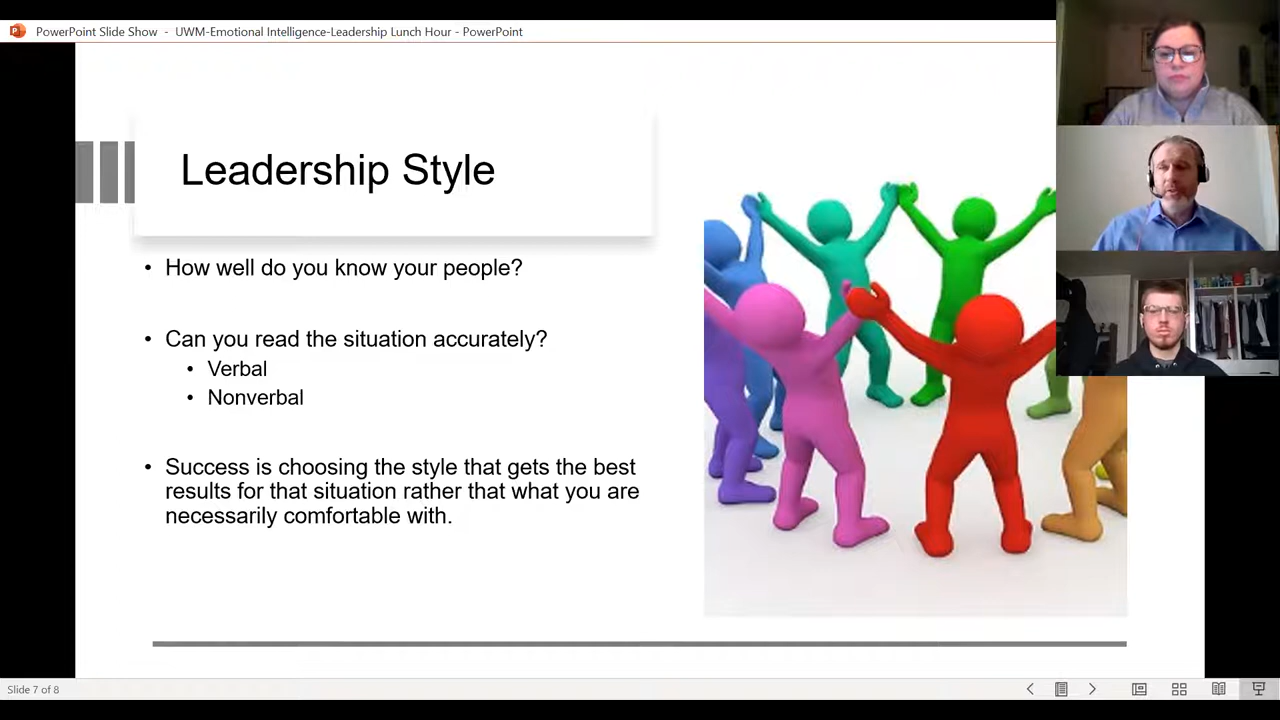 PowerPoint Slide Show - UWM-Emotional Intelligence-Leadership Lunch Hour - PowerPoint
Leadership Style
• How well do you know your people?
• Can you read the situation accurately?
• Verbal
• Nonverbal
• Success is choosing the style that gets the best
results for that situation rather that what you are
necessarily comfortable with.
Slide 7 of 8